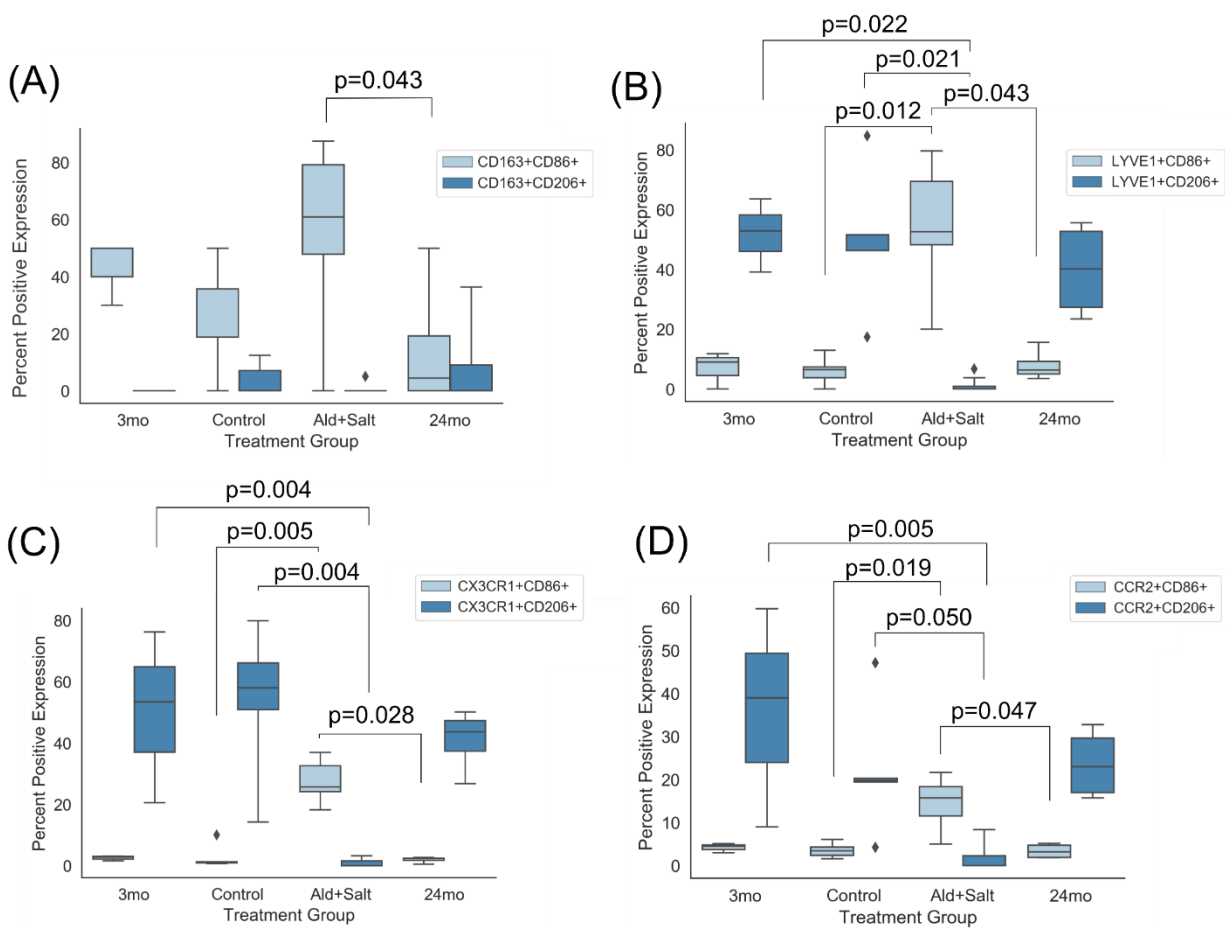 (A)
p=0.043
CD163+CD86+
CD163+CD206+
Percent Positive Expression
80
60
40
20
0
3mo
Control
Ald+Salt
24mo
Treatment Group
(B)
p=0.022
p=0.021
p=0.043
p=0.012
LYVE1+CD86+
LYVE1+CD206+
Percent Positive Expression
80
60
40
20
0
3mo
Control
Ald+Salt
24mo
Treatment Group
(C)
p=0.004
p=0.005
p=0.004
p=0.028
CX3CR1+CD86+
CX3CR1+CD206+
Percent Positive Expression
80
60
40
20
0
3mo
Control
Ald+Salt
24mo
Treatment Group
(D)
p=0.005
p=0.019
p=0.050
p=0.047
CCR2+CD86+
CCR2+CD206+
Percent Positive Expression
60
50
40
30
20
10
0
3mo
Control
Ald+Salt
24mo
Treatment Group